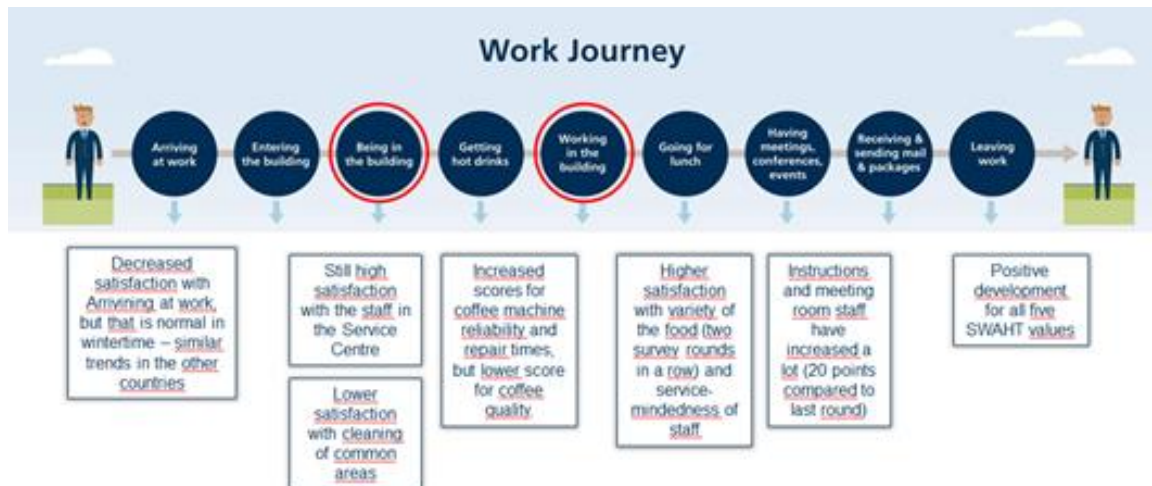 Work Journey
Arriving
at work
Entering
the building
Being in
the building
Getting
hot drinks
Working
in the
building
Going for
lunch
Having
meetings,
conferences,
events
Receiving &
sending mail
& packages
Leaving
work
Decreased
satisfaction with
Arrivining at work,
but that is normal in
wintertime – similar
trends in the other
countries
Still high
satisfaction
with the staff in
the Service
Centre
Lower
satisfaction
with cleaning
of common
areas
Increased
scores for
coffee machine
reliability and
repair times,
but lower score
for coffee
quality
Higher
satisfaction
with variety of
the food (two
survey rounds
in a row) and
service-
mindedness of
staff
Instructions
and meeting
room staff
have
increased a
lot (20 points
compared to
last round)
Positive
development
for all five
SWAHT values